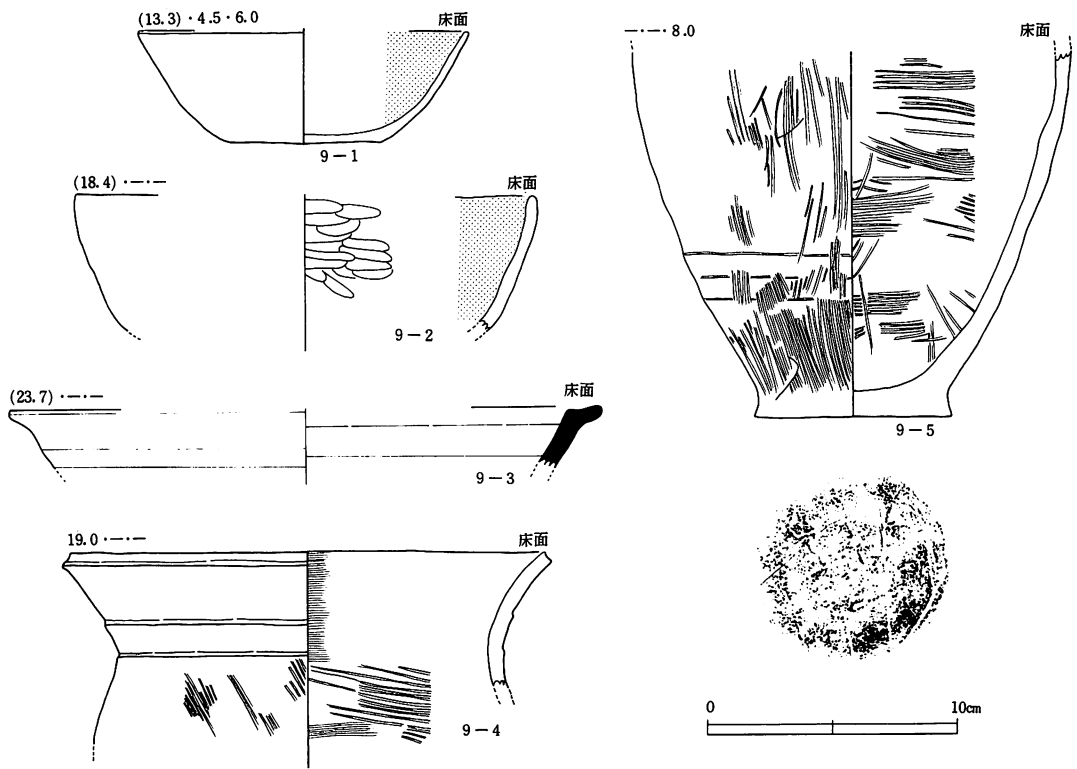 (13.3)・4.5・6.0 床面
9－1
(18.4)・―・― 床面
9－2
(23.7)・―・― 床面
9－3
19.0・―・― 床面
9－4
―・―・8.0 床面
9－5
0 10cm